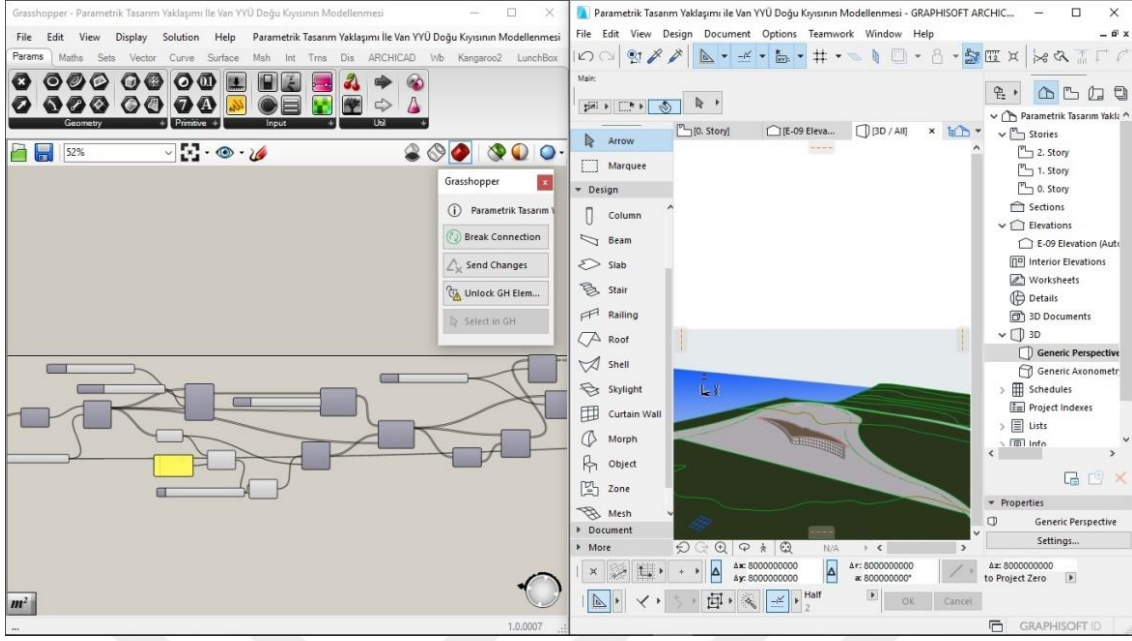 Grasshopper - Parametrik Tasarım Yaklaşımı İle Van YYÜ Doğu Kıyısının Modellenmesi
File Edit View Display Solution Help Parametrik Tasarım Yaklaşımı İle Van YYÜ Doğu Kıyısının Modellenmesi
Params Maths Sets Vector Curve Surface Msh Int Trns Dis ARCHICAD Wb Kangaroo2 LunchBox
Geometry Primitive Input Util
52%
Grasshopper
Parametrik Tasarım
Break Connection
Send Changes
Unlock GH Elem...
Select in GH
m²
...
1.0.0007
Parametrik Tasarım Yaklaşımı ile Van YYÜ Doğu Kıyısının Modellenmesi - GRAPHISOFT ARCHIC...
File Edit View Design Document Options Teamwork Window Help
Main:
[0. Story] [E-09 Eleva... [3D / All]
Arrow
Marquee
Design
Column
Beam
Slab
Stair
Railing
Roof
Shell
Skylight
Curtain Wall
Morph
Object
Zone
Mesh
Document
More
N/A
Parametrik Tasarım Yakla
Stories
2. Story
1. Story
0. Story
Sections
Elevations
E-09 Elevation (Auto
Interior Elevations
Worksheets
Details
3D Documents
3D
Generic Perspective
Generic Axonometr
Schedules
Project Indexes
Lists
Info
Properties
Generic Perspective
Settings...
Δx: 8000000000 Δr: 8000000000 Δz: 8000000000
Δy: 8000000000 a: 800000000° to Project Zero
Half
2
OK Cancel
GRAPHISOFT ID